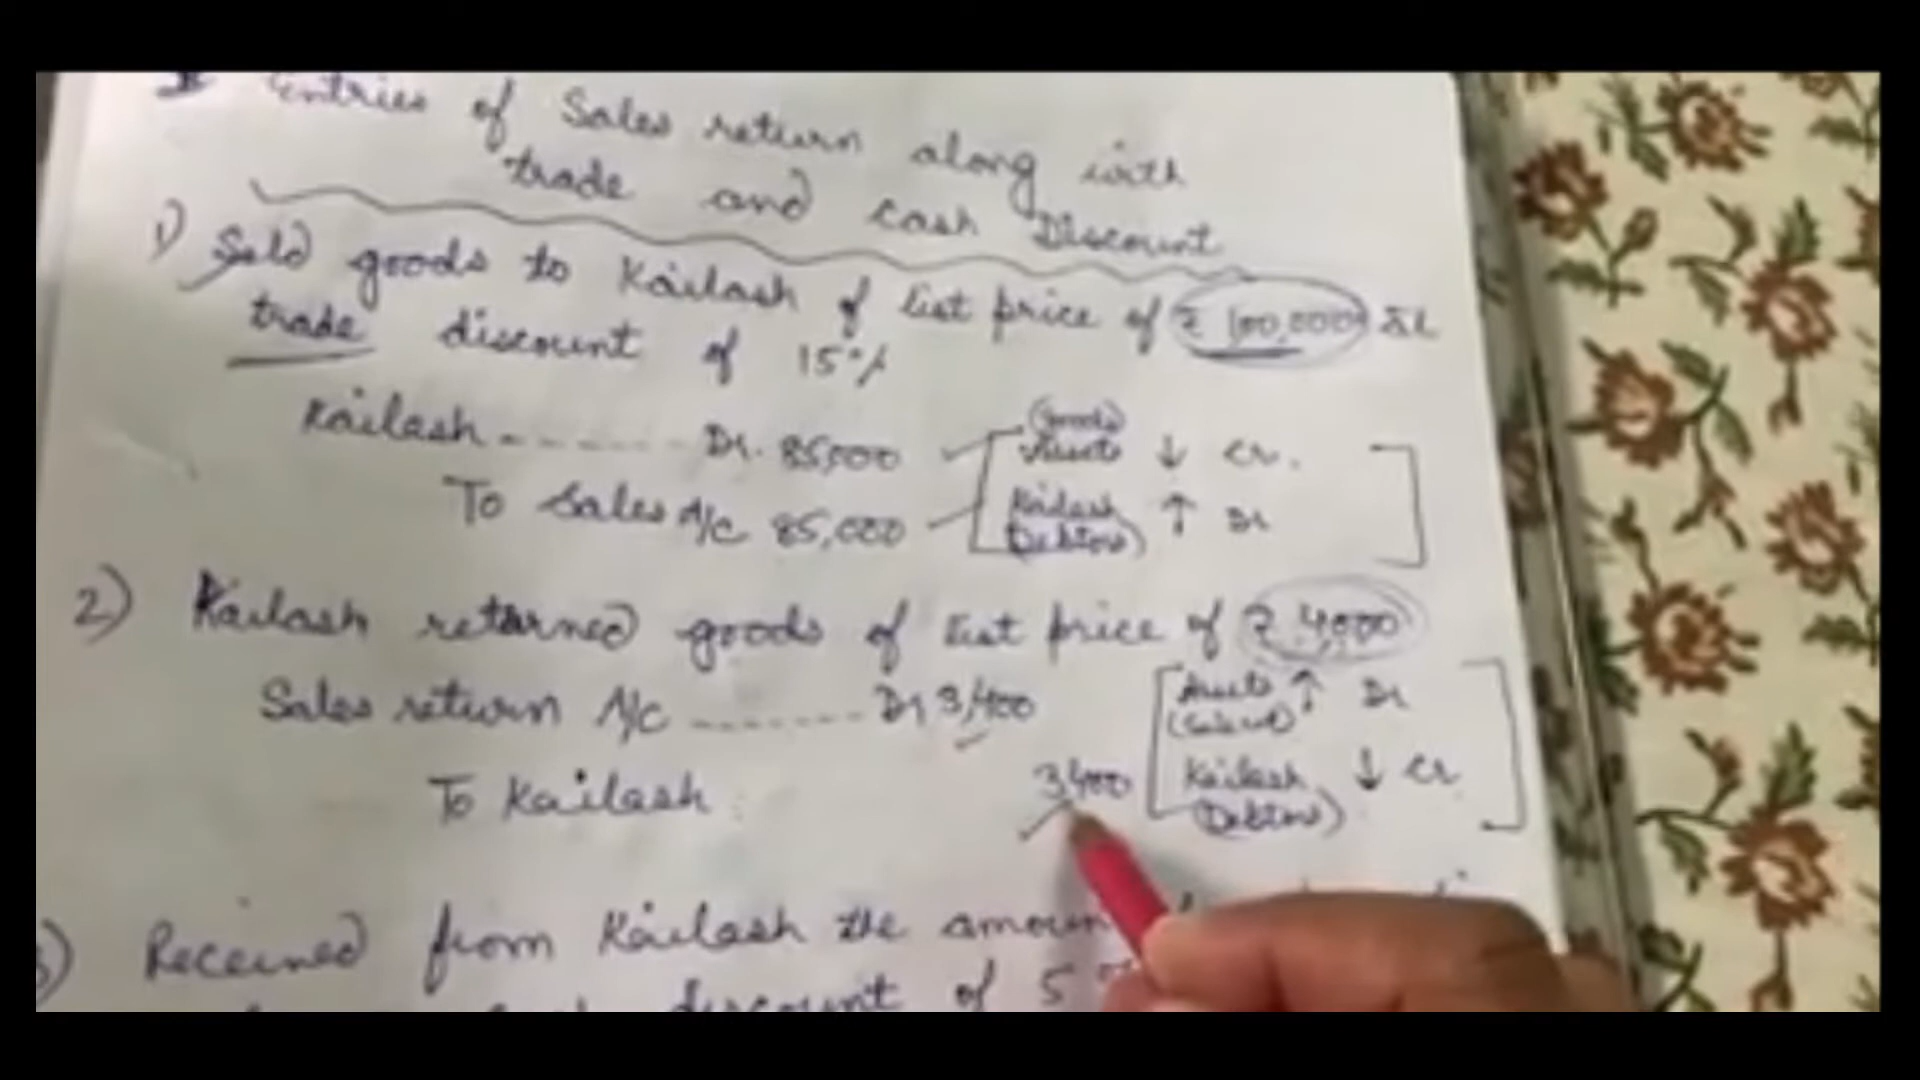 Entries of Sales return along with
trade and cash Discount
1) Sold goods to Kailash of list price of ₹ 100,000 at
trade discount of 15%
Kailash - - - - - - Dr. 85,000
(Goods)
Assets ↓ Cr.
To Sales A/c 85,000
Kailash ↑ Dr
(Debtors)
2) Kailash returned goods of list price of ₹ 4,000
Sales return A/c - - - - - - Dr 3,400
Assets ↑ Dr
To Kailash 3400
Kailash ↓ Cr
(Debtors)
3) Received from Kailash the amoun
discount of 5